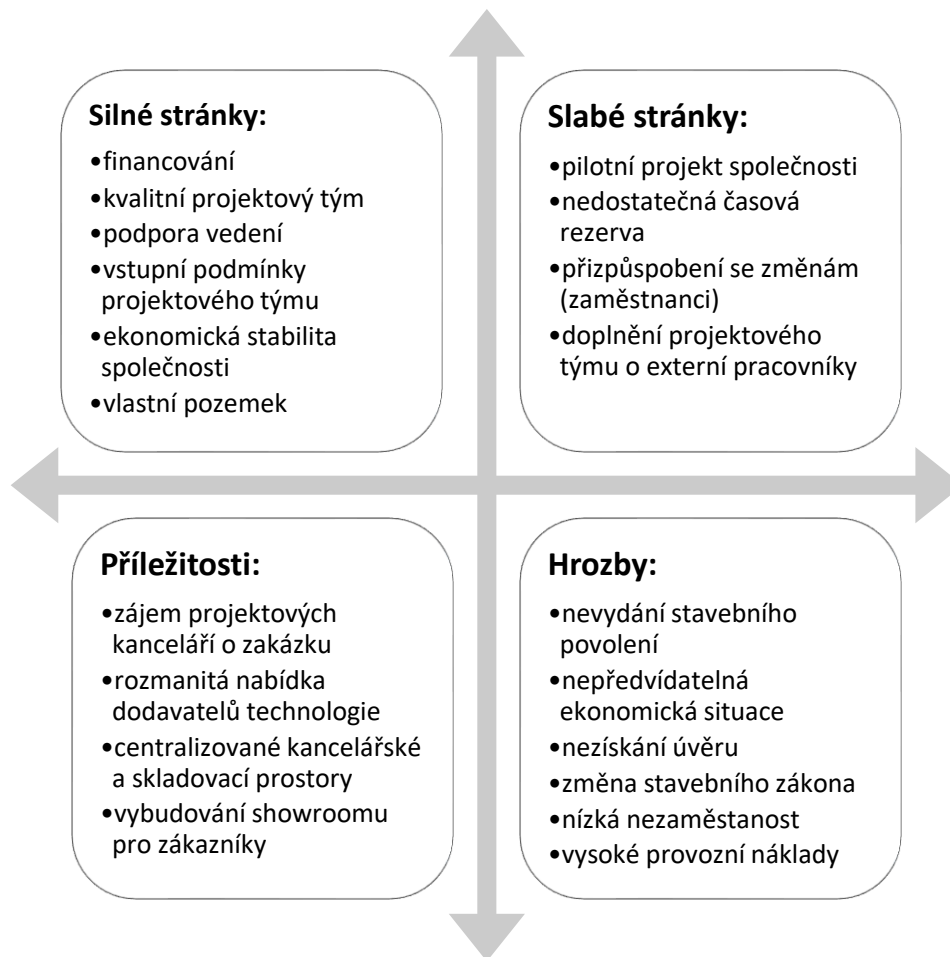 Silné stránky:
•financování
•kvalitní projektový tým
•podpora vedení
•vstupní podmínky
projektového týmu
•ekonomická stabilita
společnosti
•vlastní pozemek
Slabé stránky:
•pilotní projekt společnosti
•nedostatečná časová
rezerva
•přizpůspobení se změnám
(zaměstnanci)
•doplnění projektového
týmu o externí pracovníky
Příležitosti:
•zájem projektových
kanceláří o zakázku
•rozmanitá nabídka
dodavatelů technologie
•centralizované kancelářské
a skladovací prostory
•vybudování showroomu
pro zákazníky
Hrozby:
•nevydání stavebního
povolení
•nepředvídatelná
ekonomická situace
•nezískání úvěru
•změna stavebního zákona
•nízká nezaměstanost
•vysoké provozní náklady